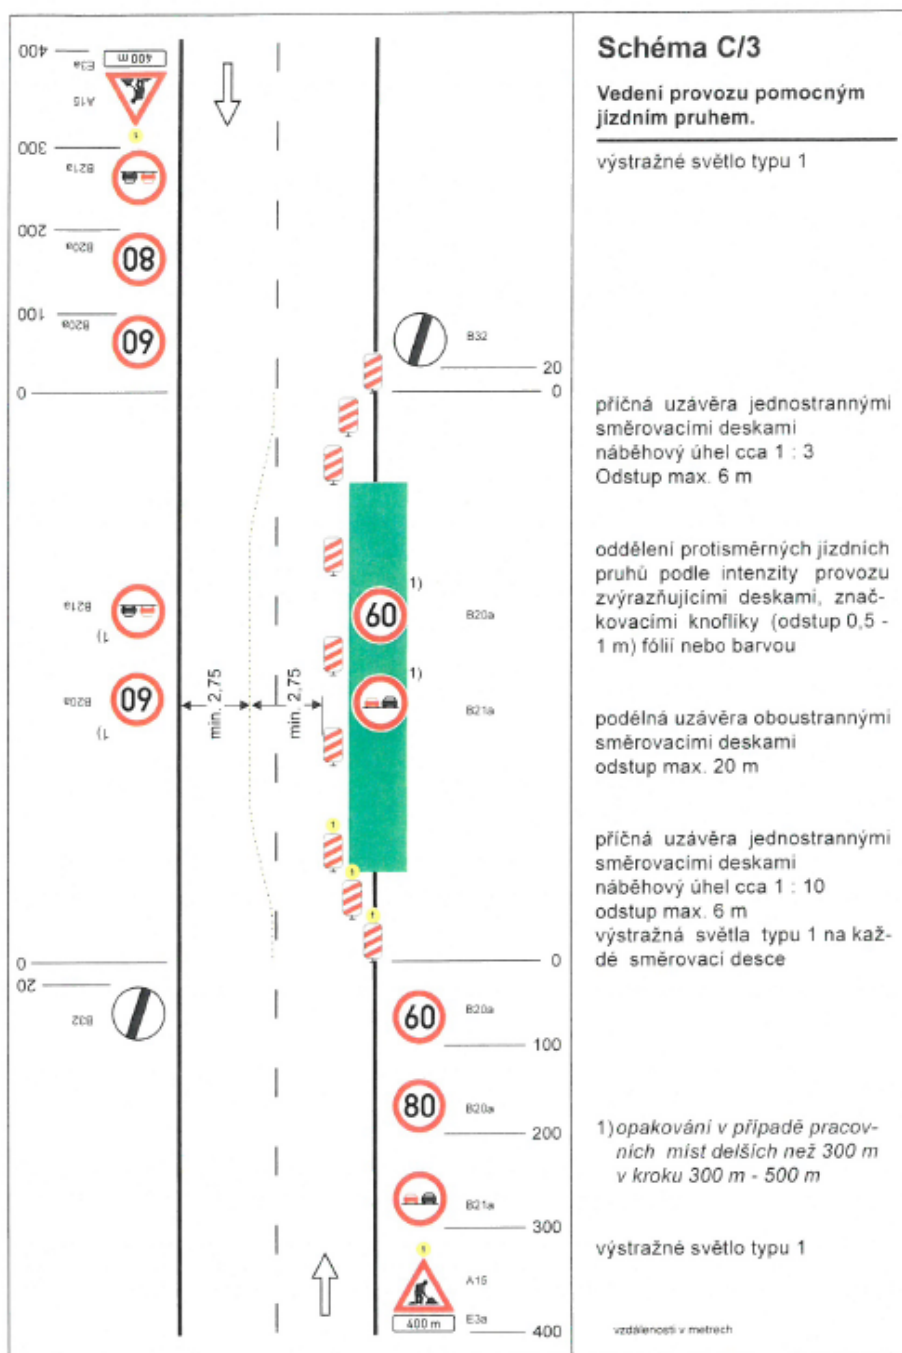 Schéma C/3
Vedení provozu pomocným
jízdním pruhem.
výstražné světlo typu 1
400
E3a
400 m
A15
1
300
B21a
200
B20a
80
100
B20a
60
0
B32
20
0
příčná uzávěra jednostrannými
směrovacími deskami
náběhový úhel cca 1 : 3
Odstup max. 6 m
oddělení protisměrných jízdních
pruhů podle intenzity provozu
zvýrazňujícími deskami, znač-
kovacími knoflíky (odstup 0,5 -
1 m) fólií nebo barvou
B21a
1)
1)
60
B20a
B20a
60
1)
min. 2,75
min. 2,75
1)
B21a
podélná uzávěra oboustrannými
směrovacími deskami
odstup max. 20 m
1
1
1
příčná uzávěra jednostrannými
směrovacími deskami
náběhový úhel cca 1 : 10
odstup max. 6 m
výstražná světla typu 1 na kaž-
dé směrovací desce
0
20
B32
0
60
B20a
100
80
B20a
200
B21a
300
1
A15
400 m
E3a
400
1) opakování v případě pracov-
ních míst delších než 300 m
v kroku 300 m - 500 m
výstražné světlo typu 1
vzdálenosti v metrech